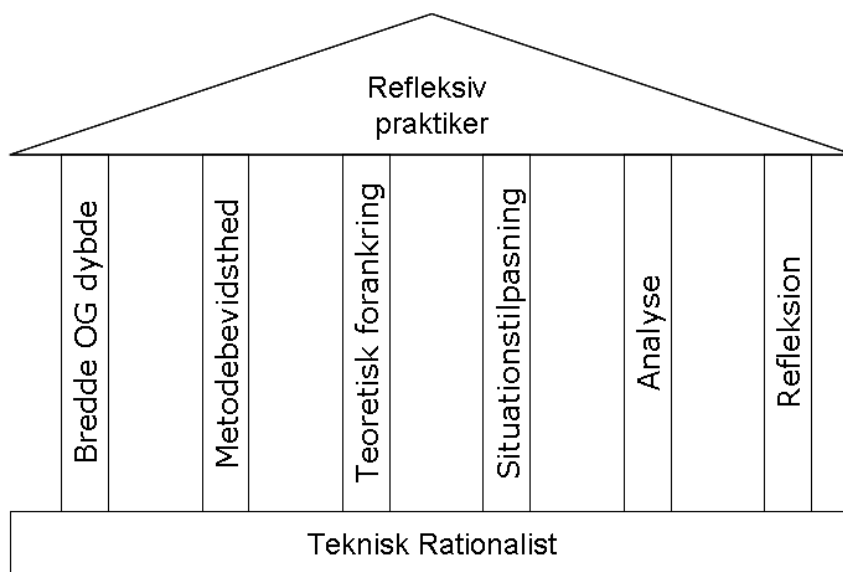 Refleksiv
praktiker
Bredde OG dybde
Metodebevidsthed
Teoretisk forankring
Situationstilpasning
Analyse
Refleksion
Teknisk Rationalist